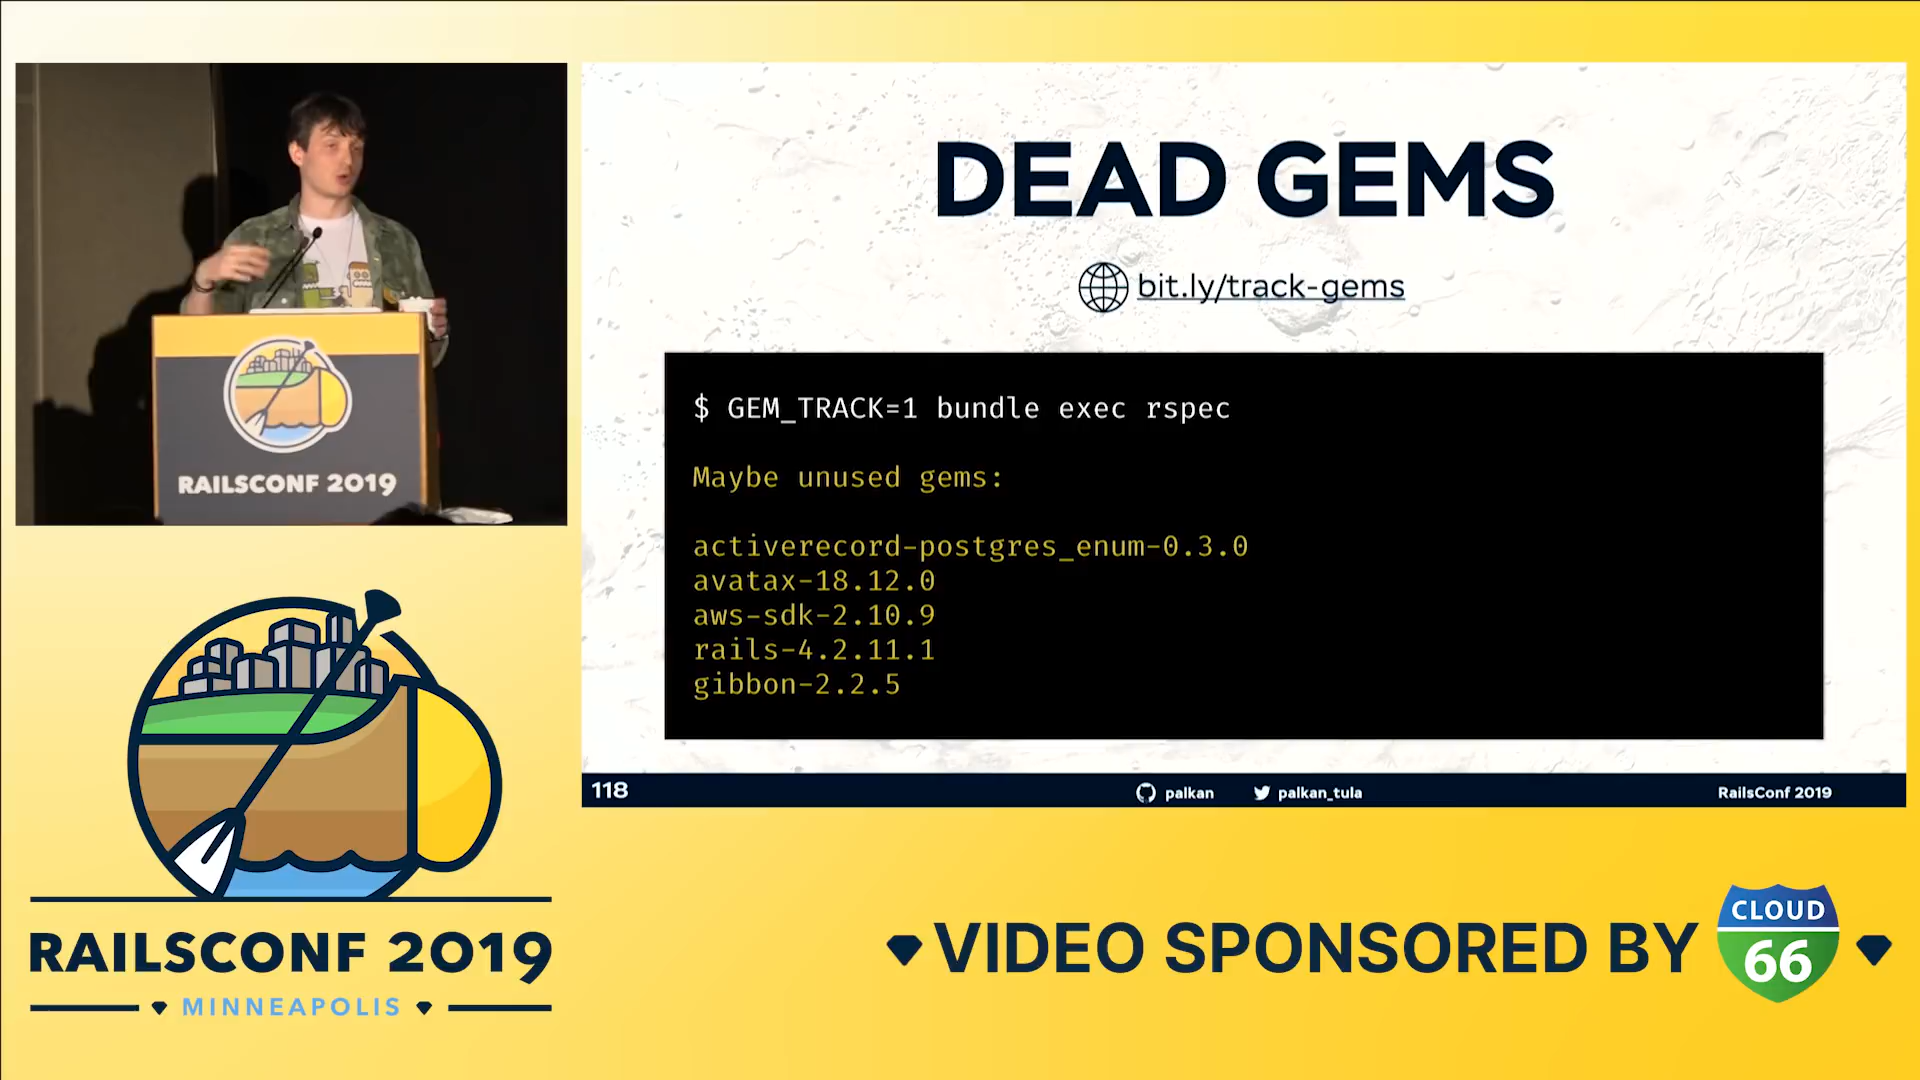 RAILSCONF 2019
DEAD GEMS
bit.ly/track-gems
$ GEM_TRACK=1 bundle exec rspec
Maybe unused gems:
activerecord-postgres_enum-0.3.0
avatax-18.12.0
aws-sdk-2.10.9
rails-4.2.11.1
gibbon-2.2.5
118
palkan
palkan_tula
RailsConf 2019
RAILSCONF 2019
MINNEAPOLIS
VIDEO SPONSORED BY
CLOUD
66